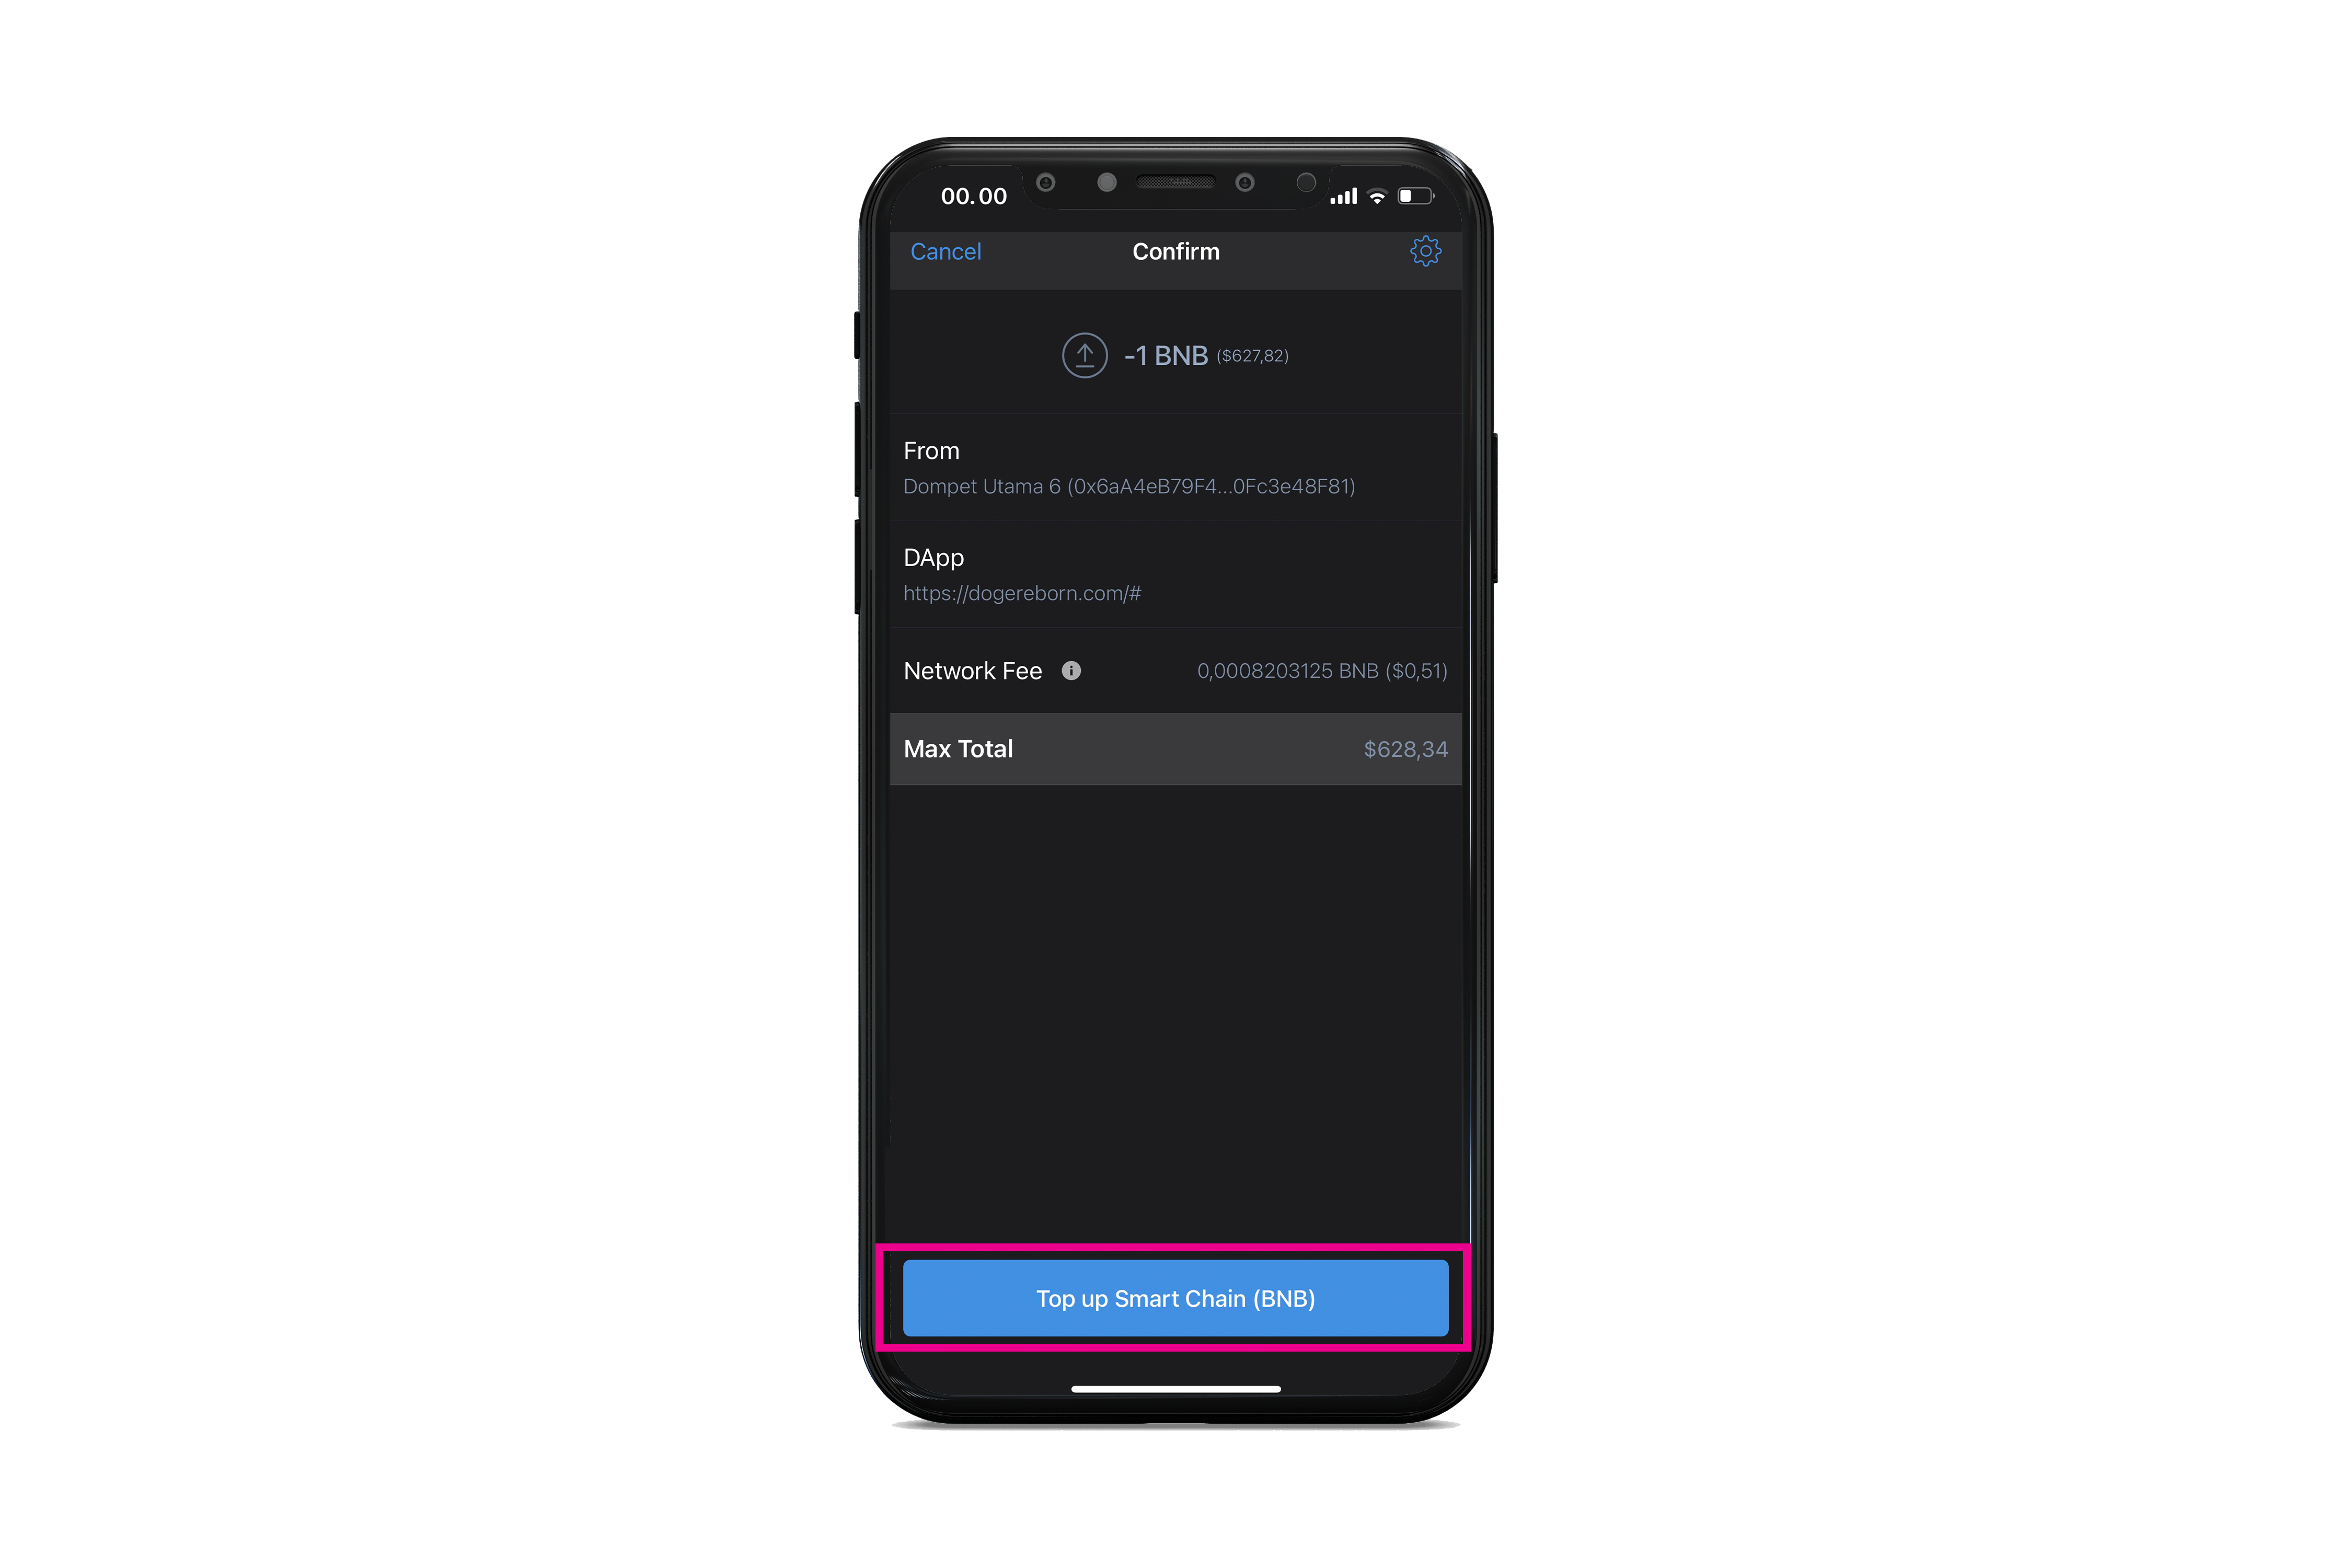 00.00
Cancel
Confirm
-1 BNB ($627,82)
From
Dompet Utama 6 (0x6aA4eB79F4...0Fc3e48F81)
DApp
https://dogereborn.com/#
Network Fee
0,0008203125 BNB ($0,51)
Max Total
$628,34
Top up Smart Chain (BNB)